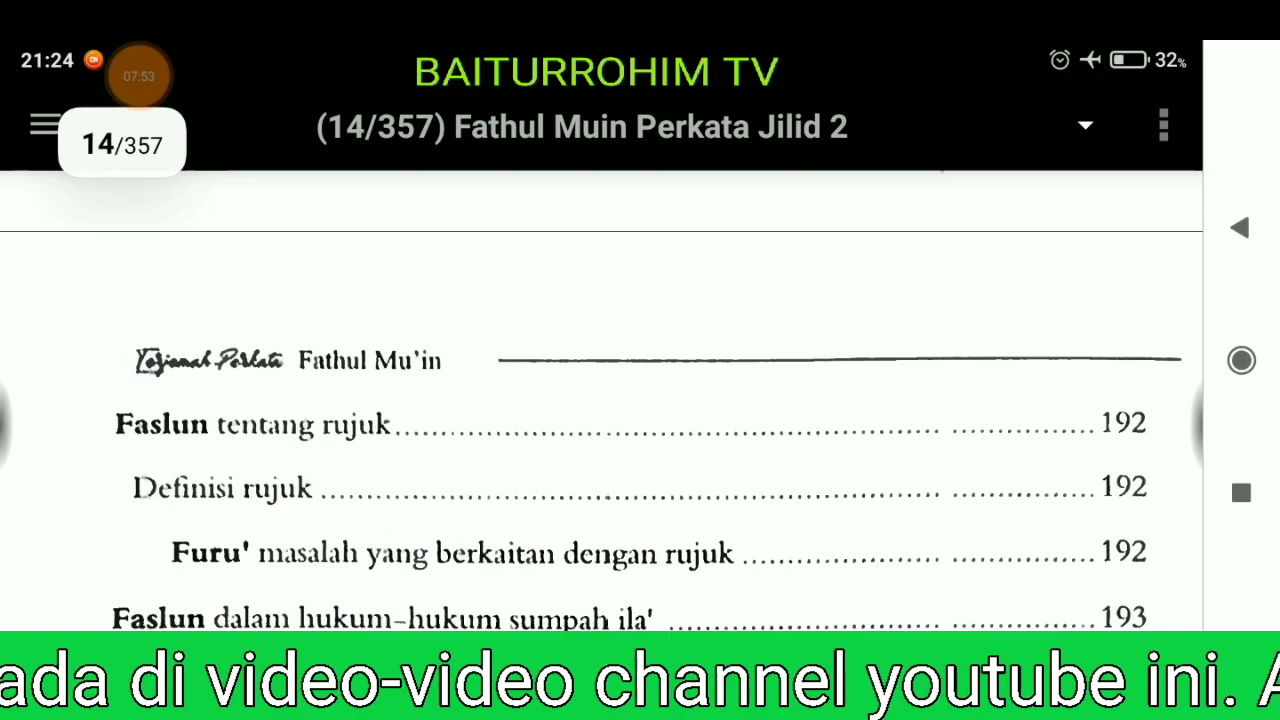 21:24
07:53
BAITURROHIM TV
32%
14/357
(14/357) Fathul Muin Perkata Jilid 2
Terjemah Perkata Fathul Mu'in
Faslun tentang rujuk 192
Definisi rujuk 192
Furu' masalah yang berkaitan dengan rujuk 192
Faslun dalam hukum-hukum sumpah ila' 193
ada di video-video channel youtube ini. A